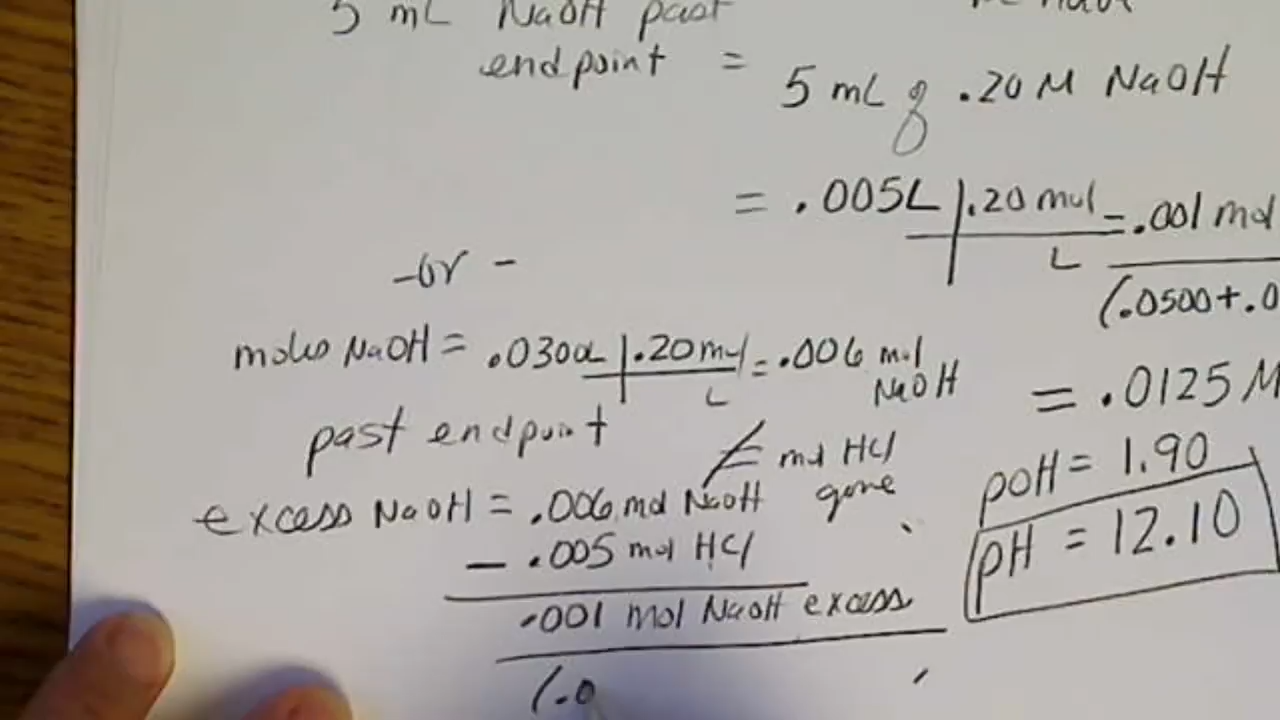 5 mL NaOH past
endpoint =
5 mL of .20 M NaOH
= .005L | .20 mol = .001 mol
L
(.0500+.0
- or -
moles NaOH = .0300L | .20 mol = .006 mol
L
NaOH
= .0125 M
past endpoint
mol HCl
gone
pOH = 1.90
excess NaOH = .006 mol NaOH
- .005 mol HCl
pH = 12.10
.001 mol NaOH excess
(.0